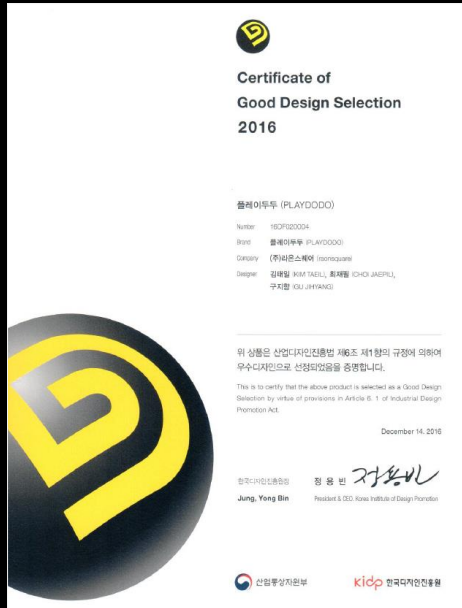 Certificate of
Good Design Selection
2016
플레이두두 (PLAYDODO)
Number 16DF020004
Brand 플레이두두 (PLAYDODO)
Company (주)라온스퀘어 (raonsquare)
Designer 김태일 (KIM TAEIL), 최재필 (CHOI JAEPIL),
구지향 (GU JIHYANG)
위 상품은 산업디자인진흥법 제6조 제1항의 규정에 의하여
우수디자인으로 선정되었음을 증명합니다.
This is to certify that the above product is selected as a Good Design
Selection by virtue of provisions in Article 6. 1 of Industrial Design
Promotion Act.
December 14, 2016
한국디자인진흥원장 정 용 빈 정용빈
Jung, Yong Bin President & CEO, Korea Institute of Design Promotion
산업통상자원부 kidp 한국디자인진흥원